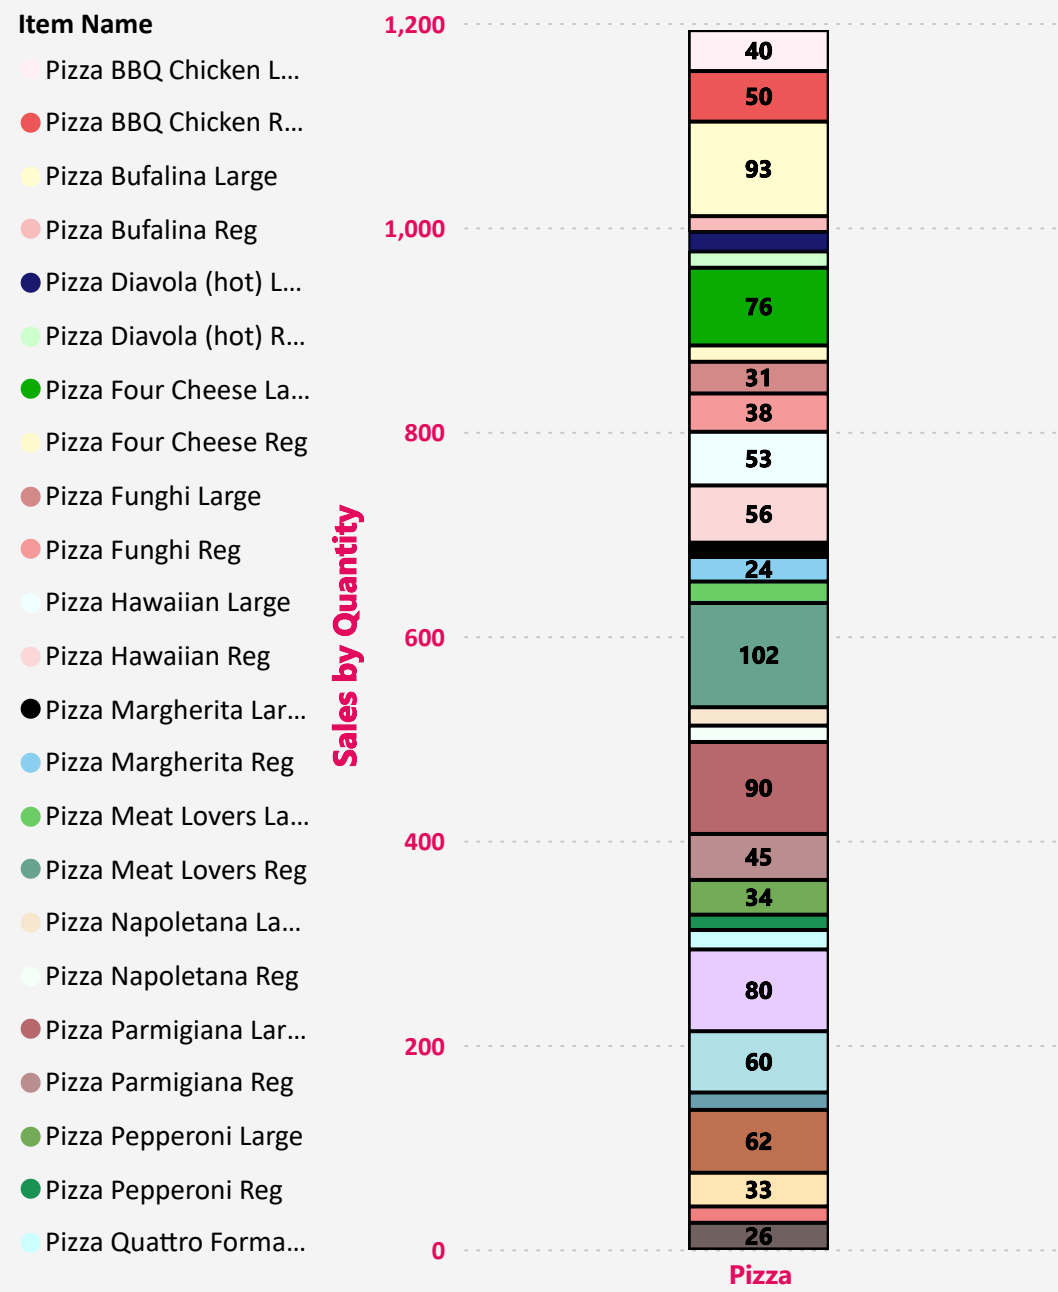 Item Name
Pizza BBQ Chicken L...
Pizza BBQ Chicken R...
Pizza Bufalina Large
Pizza Bufalina Reg
Pizza Diavola (hot) L...
Pizza Diavola (hot) R...
Pizza Four Cheese La...
Pizza Four Cheese Reg
Pizza Funghi Large
Pizza Funghi Reg
Pizza Hawaiian Large
Pizza Hawaiian Reg
Pizza Margherita Lar...
Pizza Margherita Reg
Pizza Meat Lovers La...
Pizza Meat Lovers Reg
Pizza Napoletana La...
Pizza Napoletana Reg
Pizza Parmigiana Lar...
Pizza Parmigiana Reg
Pizza Pepperoni Large
Pizza Pepperoni Reg
Pizza Quattro Forma...
Sales by Quantity
1,200
1,000
800
600
400
200
0
40
50
93
76
31
38
53
56
24
102
90
45
34
80
60
62
33
26
Pizza